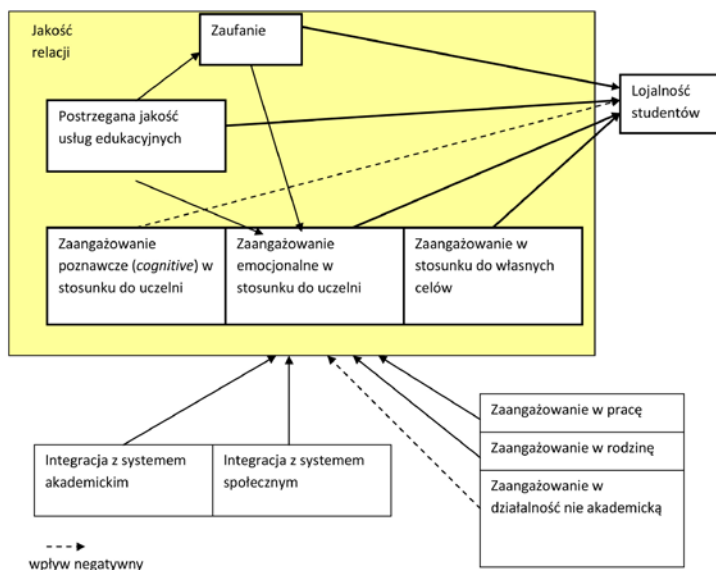 Jakość
relacji
Zaufanie
Lojalność
studentów
Postrzegana jakość
usług edukacyjnych
Zaangażowanie
poznawcze (cognitive) w
stosunku do uczelni
Zaangażowanie
emocjonalne w
stosunku do uczelni
Zaangażowanie w
stosunku do własnych
celów
Zaangażowanie w pracę
Zaangażowanie w rodzinę
Zaangażowanie w
działalność nie akademicką
Integracja z systemem
akademickim
Integracja z systemem
społecznym
wpływ negatywny